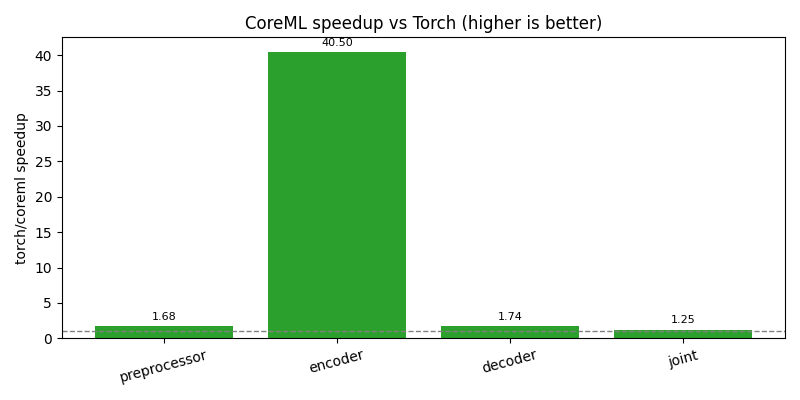 CoreML speedup vs Torch (higher is better)
torch/coreml speedup
40
35
30
25
20
15
10
5
0
1.68
40.50
1.74
1.25
preprocessor
encoder
decoder
joint